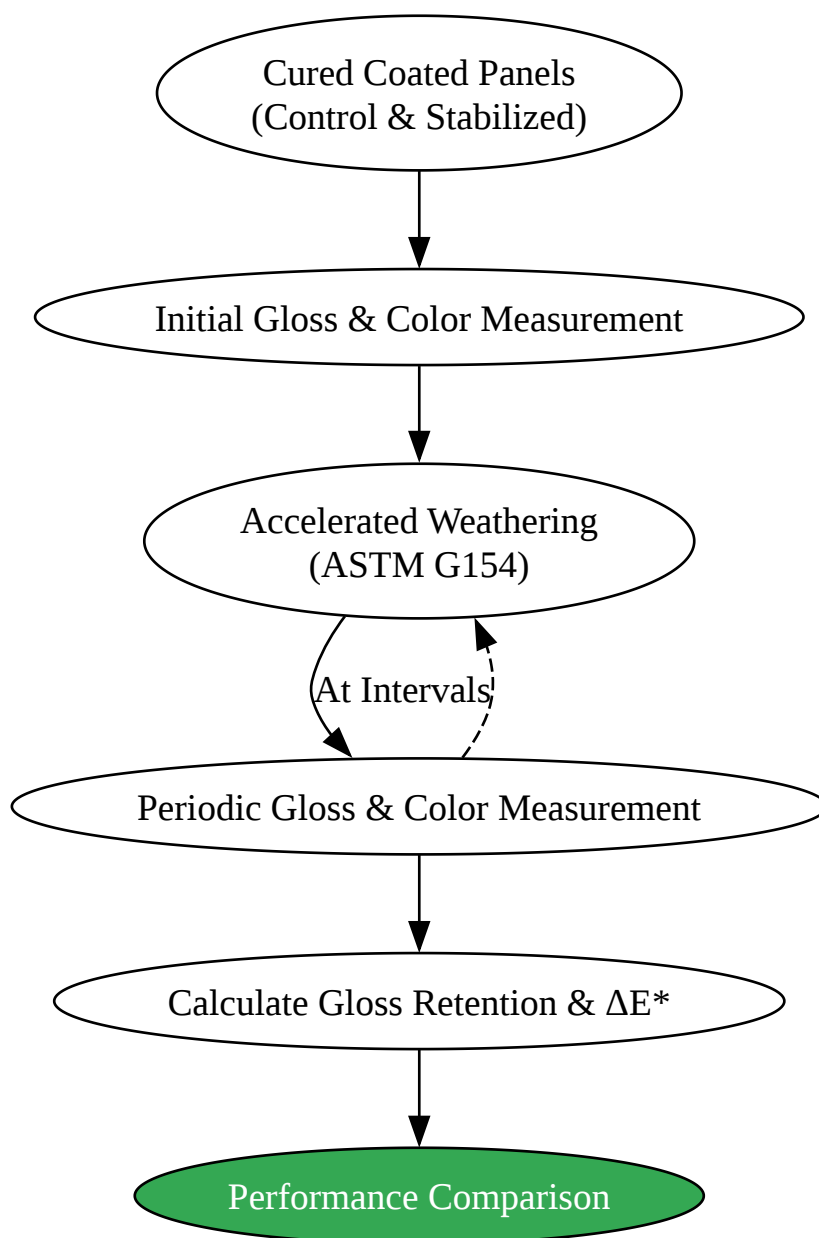 Cured Coated Panels
(Control & Stabilized)
Initial Gloss & Color Measurement
Accelerated Weathering
(ASTM G154)
At Intervals
Periodic Gloss & Color Measurement
Calculate Gloss Retention & ΔE*
Performance Comparison